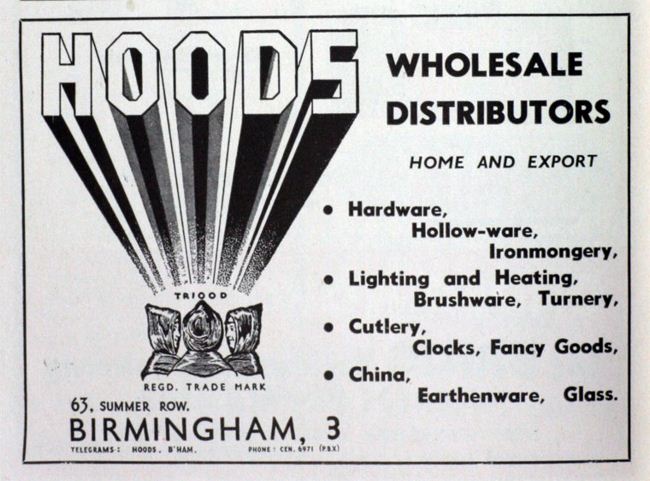 HOODS
WHOLESALE
DISTRIBUTORS
HOME AND EXPORT
• Hardware,
Hollow-ware,
Ironmongery,
• Lighting and Heating,
Brushware, Turnery,
• Cutlery,
Clocks, Fancy Goods,
• China,
Earthenware, Glass.
TRIOOD
REGD. TRADE MARK
63, SUMMER ROW.
BIRMINGHAM, 3
TELEGRAMS: HOODS. B'HAM. PHONE: CEN. 6971 (P.B.X)